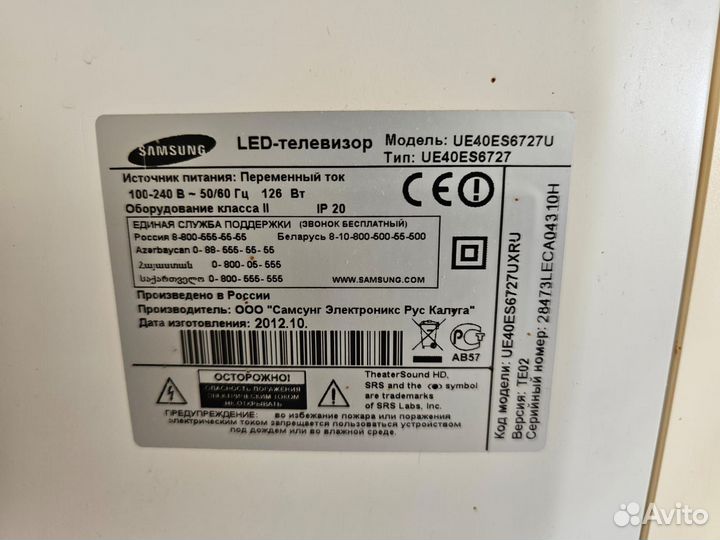 SAMSUNG
LED-телевизор
Модель: UE40ES6727U
Тип: UE40ES6727
Источник питания: Переменный ток
100-240 В ~ 50/60 Гц 126 Вт
Оборудование класса II IP 20
ЕДИНАЯ СЛУЖБА ПОДДЕРЖКИ (ЗВОНОК БЕСПЛАТНЫЙ)
Россия 8-800-555-55-55 Беларусь 8-10-800-500-55-500
Azerbaycan 0- 88- 555- 55- 55
Հայաստան 0- 800- 05- 555
საქართველო 0- 800- 555- 555 WWW.SAMSUNG.COM
Произведено в России
Производитель: ООО "Самсунг Электроникс Рус Калуга"
Дата изготовления: 2012.10.
АВ57
ОСТОРОЖНО!
ОПАСНОСТЬ ПОРАЖЕНИЯ
ЭЛЕКТРИЧЕСКИМ ТОКОМ
НЕ ОТКРЫВАТЬ
TheaterSound HD,
SRS and the symbol
are trademarks
of SRS Labs, Inc.
ПРЕДУПРЕЖДЕНИЕ: во избежание пожара или поражения
электрическим током запрещается пользоваться устройством
под дождем или во влажной среде.
Код модели: UE40ES6727UXRU
Версия: TE02
Серийный номер: 28473LECA04310H
Avito